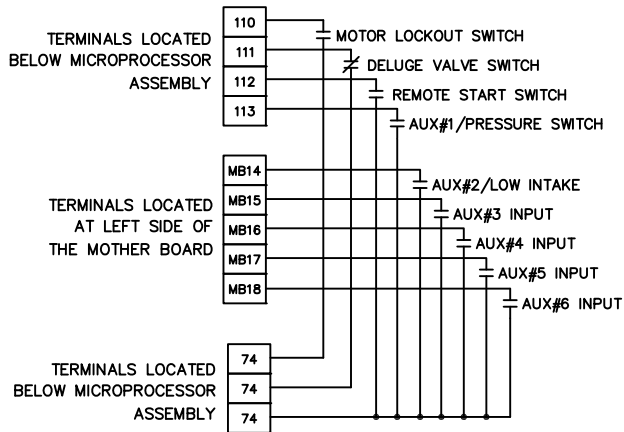 110
MOTOR LOCKOUT SWITCH
TERMINALS LOCATED
BELOW MICROPROCESSOR
ASSEMBLY
111
DELUGE VALVE SWITCH
112
REMOTE START SWITCH
113
AUX#1/PRESSURE SWITCH
TERMINALS LOCATED
AT LEFT SIDE OF
THE MOTHER BOARD
MB14
AUX#2/LOW INTAKE
MB15
AUX#3 INPUT
MB16
AUX#4 INPUT
MB17
AUX#5 INPUT
MB18
AUX#6 INPUT
TERMINALS LOCATED
BELOW MICROPROCESSOR
ASSEMBLY
74
74
74